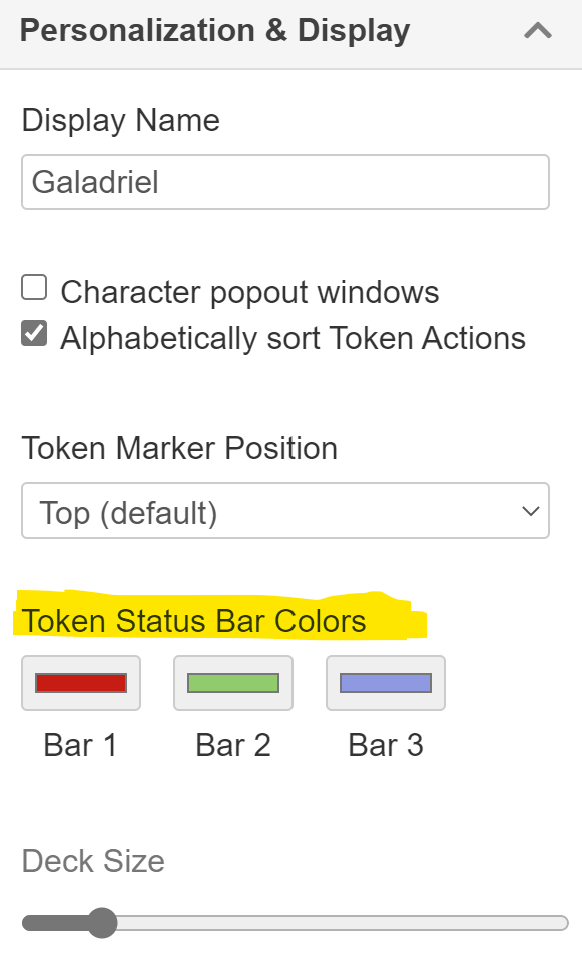 Personalization & Display
Display Name
Galadriel
Character popout windows
Alphabetically sort Token Actions
Token Marker Position
Top (default)
Token Status Bar Colors
Bar 1 Bar 2 Bar 3
Deck Size